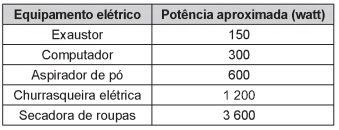 Equipamento elétrico Potência aproximada (watt)
Exaustor 150
Computador 300
Aspirador de pó 600
Churrasqueira elétrica 1 200
Secadora de roupas 3 600